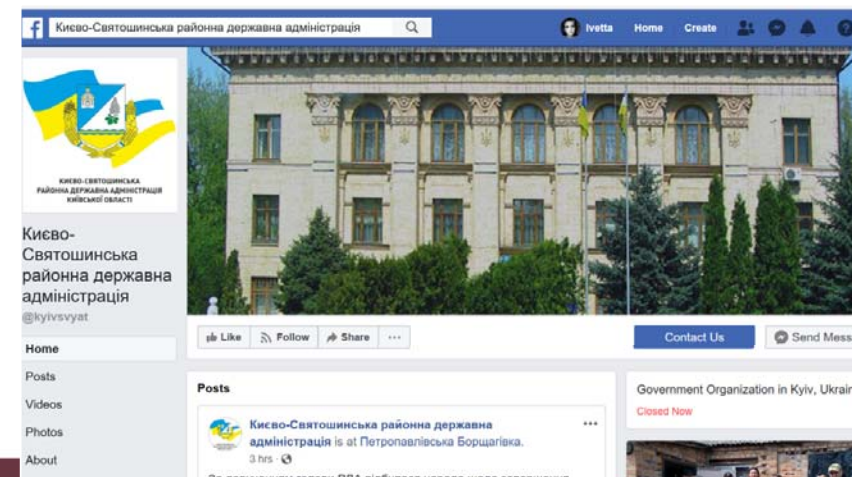 Києво-Святошинська районна державна адміністрація
Ivetta Home Create
КИЄВО-СВЯТОШИНСЬКА
РАЙОННА ДЕРЖАВНА АДМІНІСТРАЦІЯ
КИЇВСЬКОЇ ОБЛАСТІ
Києво-
Святошинська
районна державна
адміністрація
@kyivsvyat
Home
Posts
Videos
Photos
About
Like Follow Share
Contact Us
Send Mess
Posts
Києво-Святошинська районна державна
адміністрація is at Петропавлівська Борщагівка.
3 hrs
Government Organization in Kyiv, Ukrain
Closed Now